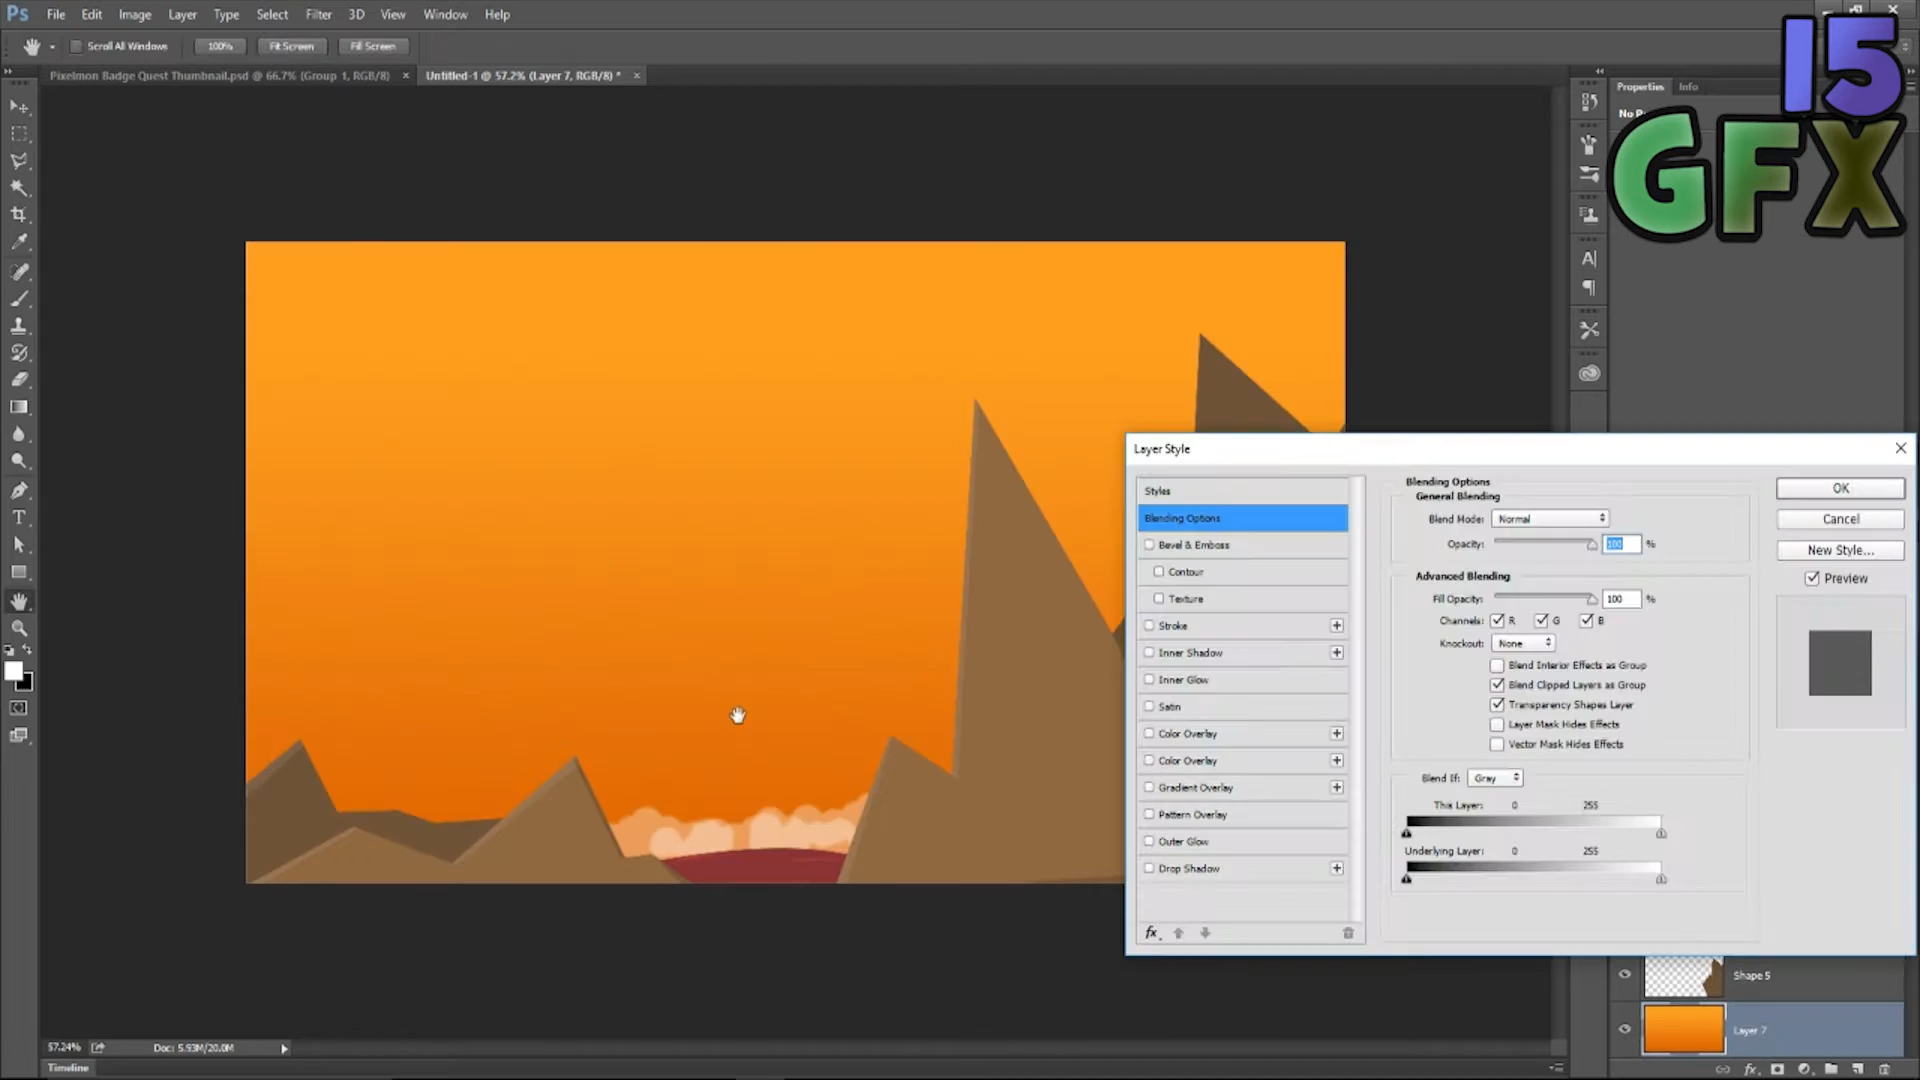 Ps File Edit Image Layer Type Select Filter 3D View Window Help
Scroll All Windows 100% Fit Screen Fill Screen
Pixelmon Badge Quest Thumbnail.psd @ 66.7% (Group 1, RGB/8) × Untitled-1 @ 57.2% (Layer 7, RGB/8) * ×
Properties Info
15
GFX
Layer Style
Styles
Blending Options
Bevel & Emboss
Contour
Texture
Stroke
Inner Shadow
Inner Glow
Satin
Color Overlay
Color Overlay
Gradient Overlay
Pattern Overlay
Outer Glow
Drop Shadow
fx
Blending Options
General Blending
Blend Mode: Normal
Opacity: 100 %
Advanced Blending
Fill Opacity: 100 %
Channels: R G B
Knockout: None
Blend Interior Effects as Group
Blend Clipped Layers as Group
Transparency Shapes Layer
Layer Mask Hides Effects
Vector Mask Hides Effects
Blend If: Gray
This Layer: 0 255
Underlying Layer: 0 255
OK
Cancel
New Style...
Preview
Shape 5
Layer 7
57.24% Doc: 5.93M/20.0M
Timeline